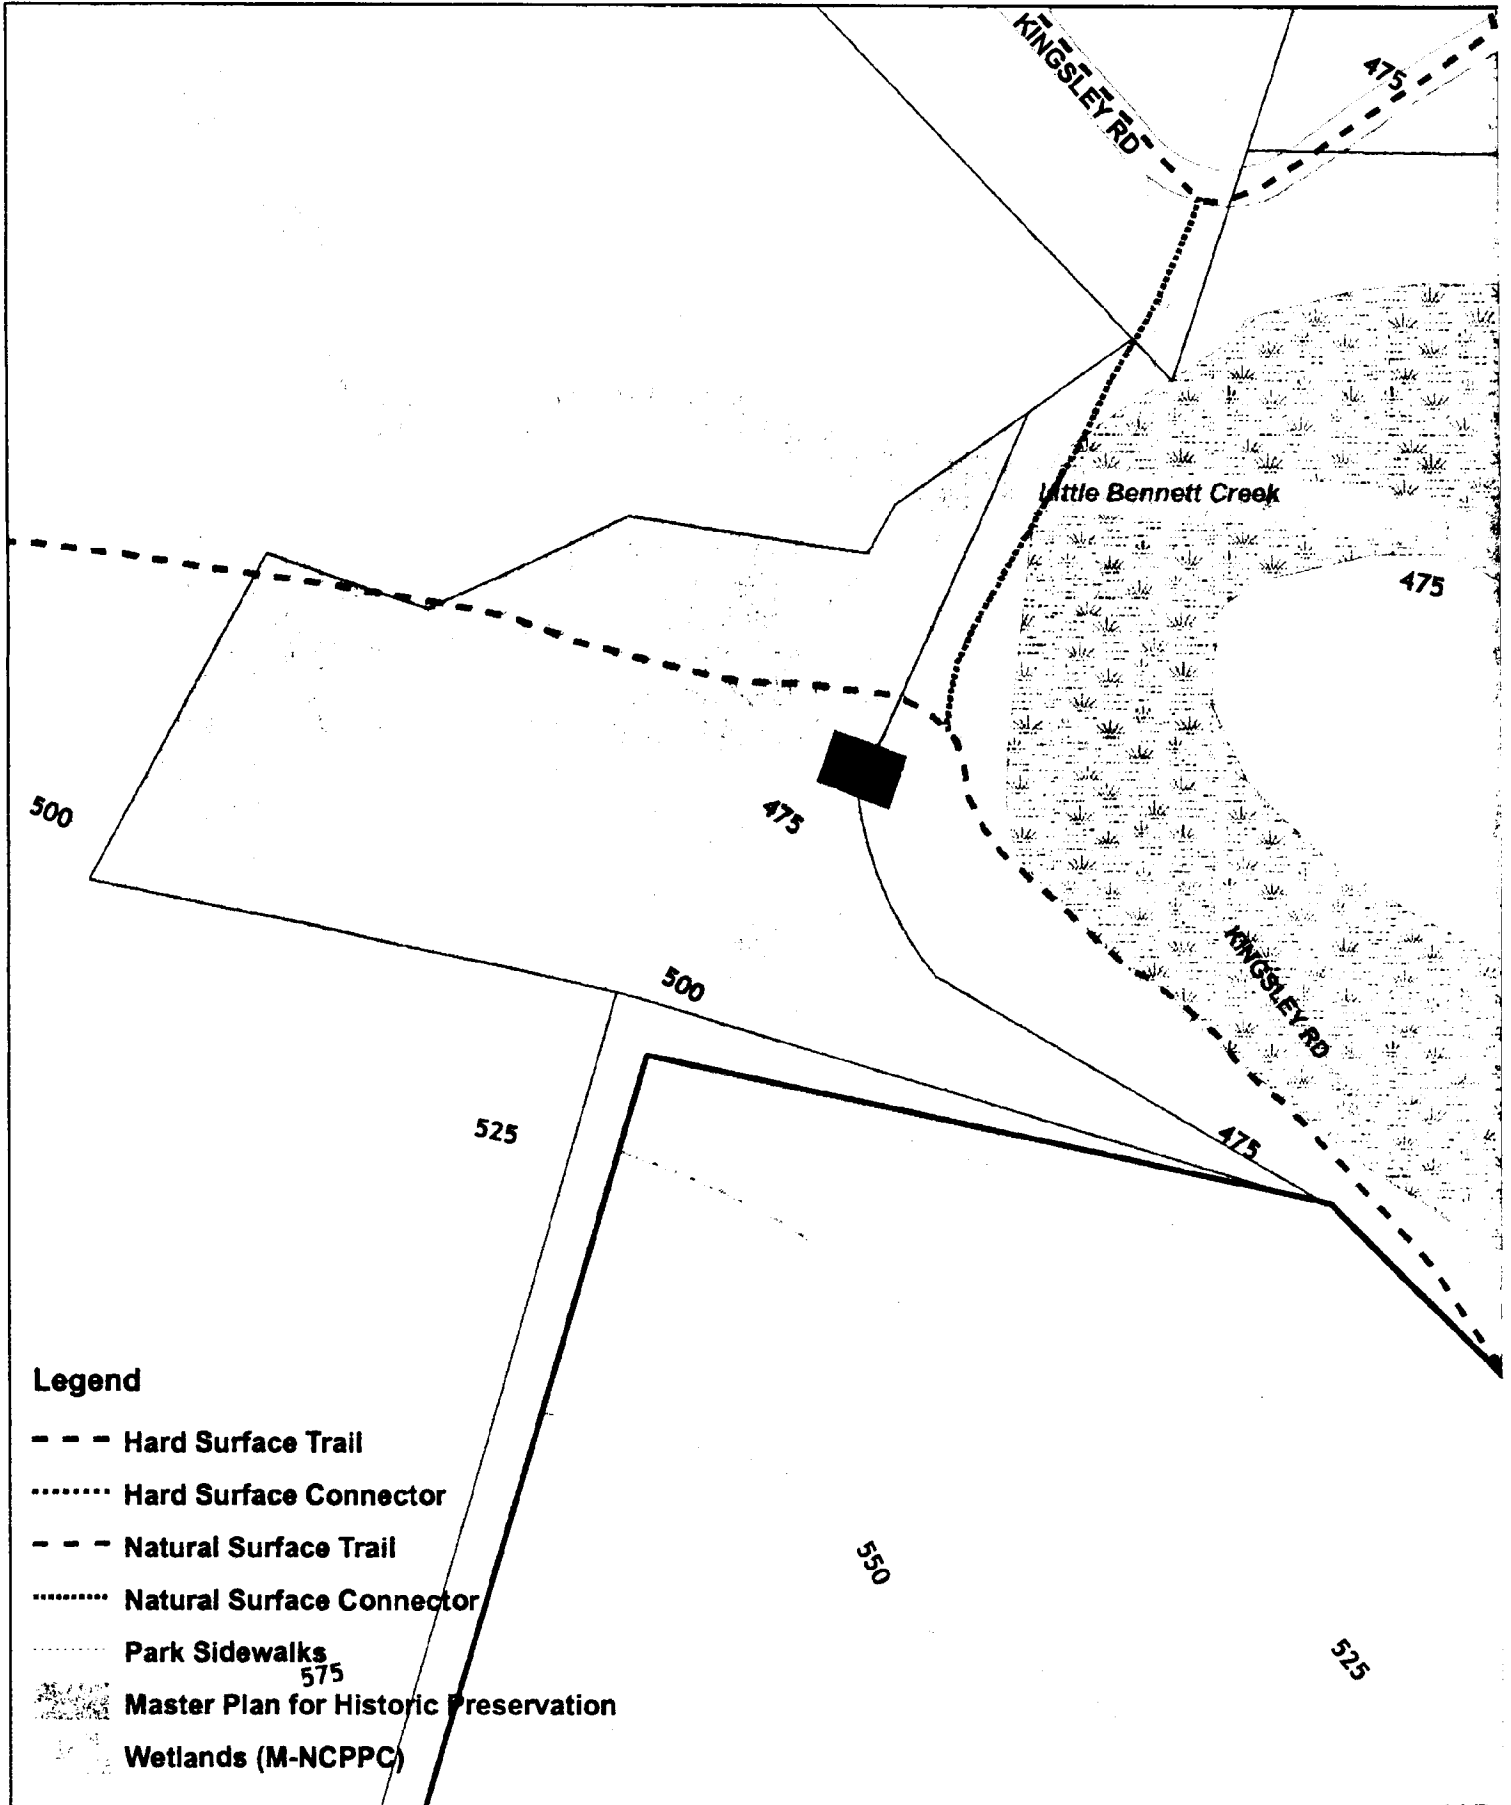 KINGSLEY RD
475
Little Bennett Creek
475
500
475
KINGSLEY RD
500
525
475
Legend
Hard Surface Trail
Hard Surface Connector
Natural Surface Trail
550
Natural Surface Connector
Park Sidewalks
525
575
Master Plan for Historic Preservation
Wetlands (M-NCPPC)